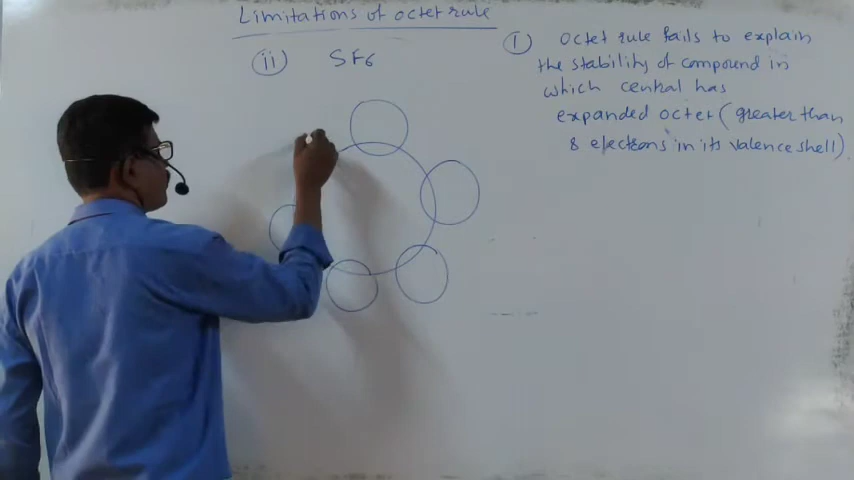 Limitations of octet rule
(ii) SF6
(1) Octet rule fails to explain
the stability of compound in
which central has
expanded octet (greater than
8 electrons in its valence shell)